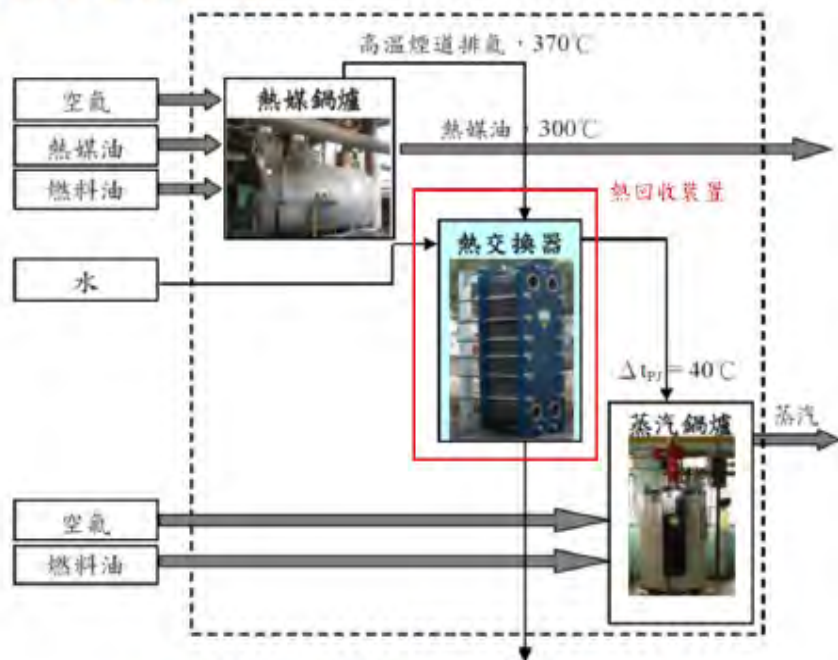 高溫煙道排氣，370℃
空氣
熱媒油
燃料油
熱媒鍋爐
熱媒油，300℃
熱回收裝置
水
熱交換器
Δt_PJ = 40℃
蒸汽鍋爐
蒸汽
空氣
燃料油